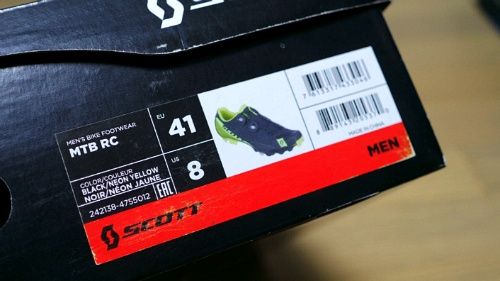 SCOTT
MEN'S BIKE FOOTWEAR
MTB RC
COLOR/COULEUR
BLACK/NEON YELLOW
NOIR/NÉON JAUNE
242138-4755012
EAC
EU
41
US
8
MADE IN CHINA
MEN
SCOTT